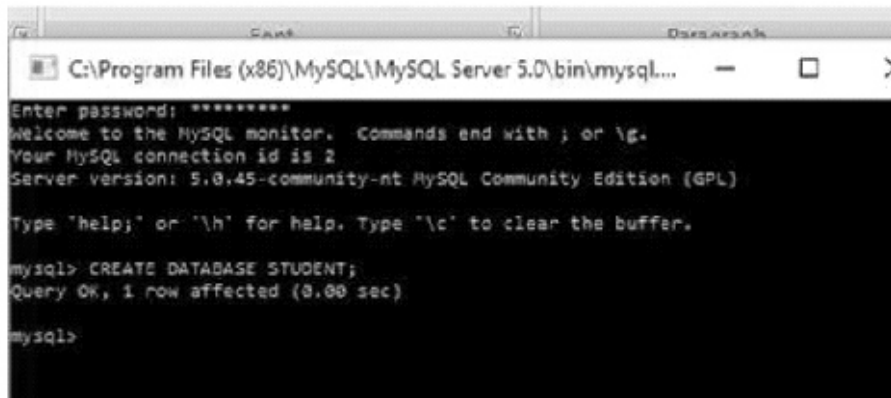 Font Paragraph
C:\Program Files (x86)\MySQL\MySQL Server 5.0\bin\mysql....
Enter password: *********
Welcome to the MySQL monitor.  Commands end with ; or \g.
Your MySQL connection id is 2
Server version: 5.0.45-community-nt MySQL Community Edition (GPL)
Type 'help;' or '\h' for help. Type '\c' to clear the buffer.
mysql> CREATE DATABASE STUDENT;
Query OK, 1 row affected (0.00 sec)
mysql>